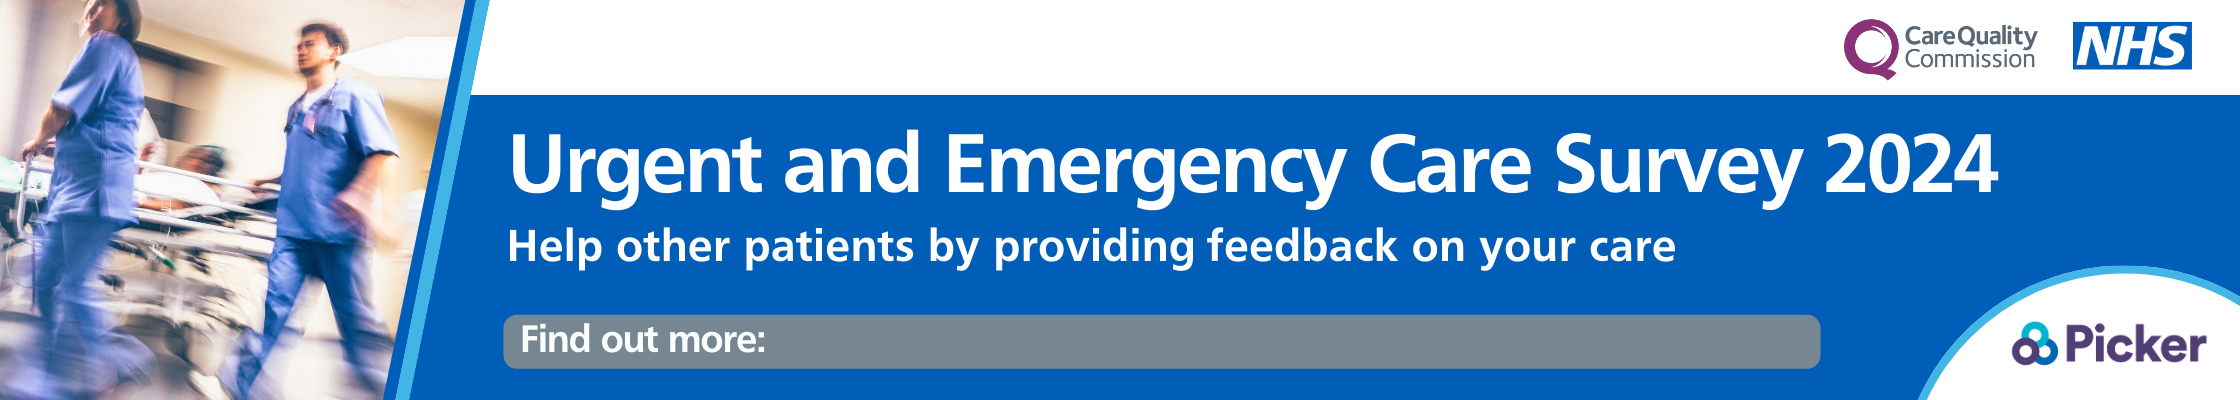 CareQuality
Commission
NHS
Urgent and Emergency Care Survey 2024
Help other patients by providing feedback on your care
Find out more:
Picker